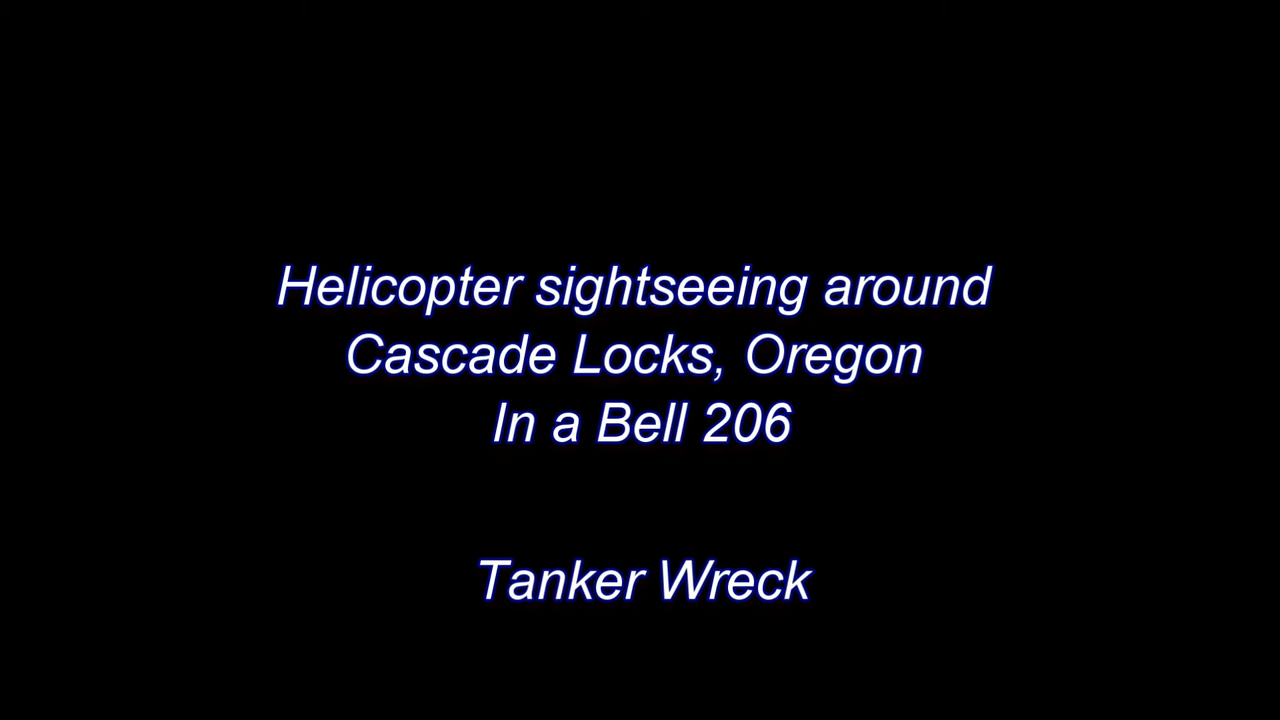 Helicopter sightseeing around
Cascade Locks, Oregon
In a Bell 206
Tanker Wreck